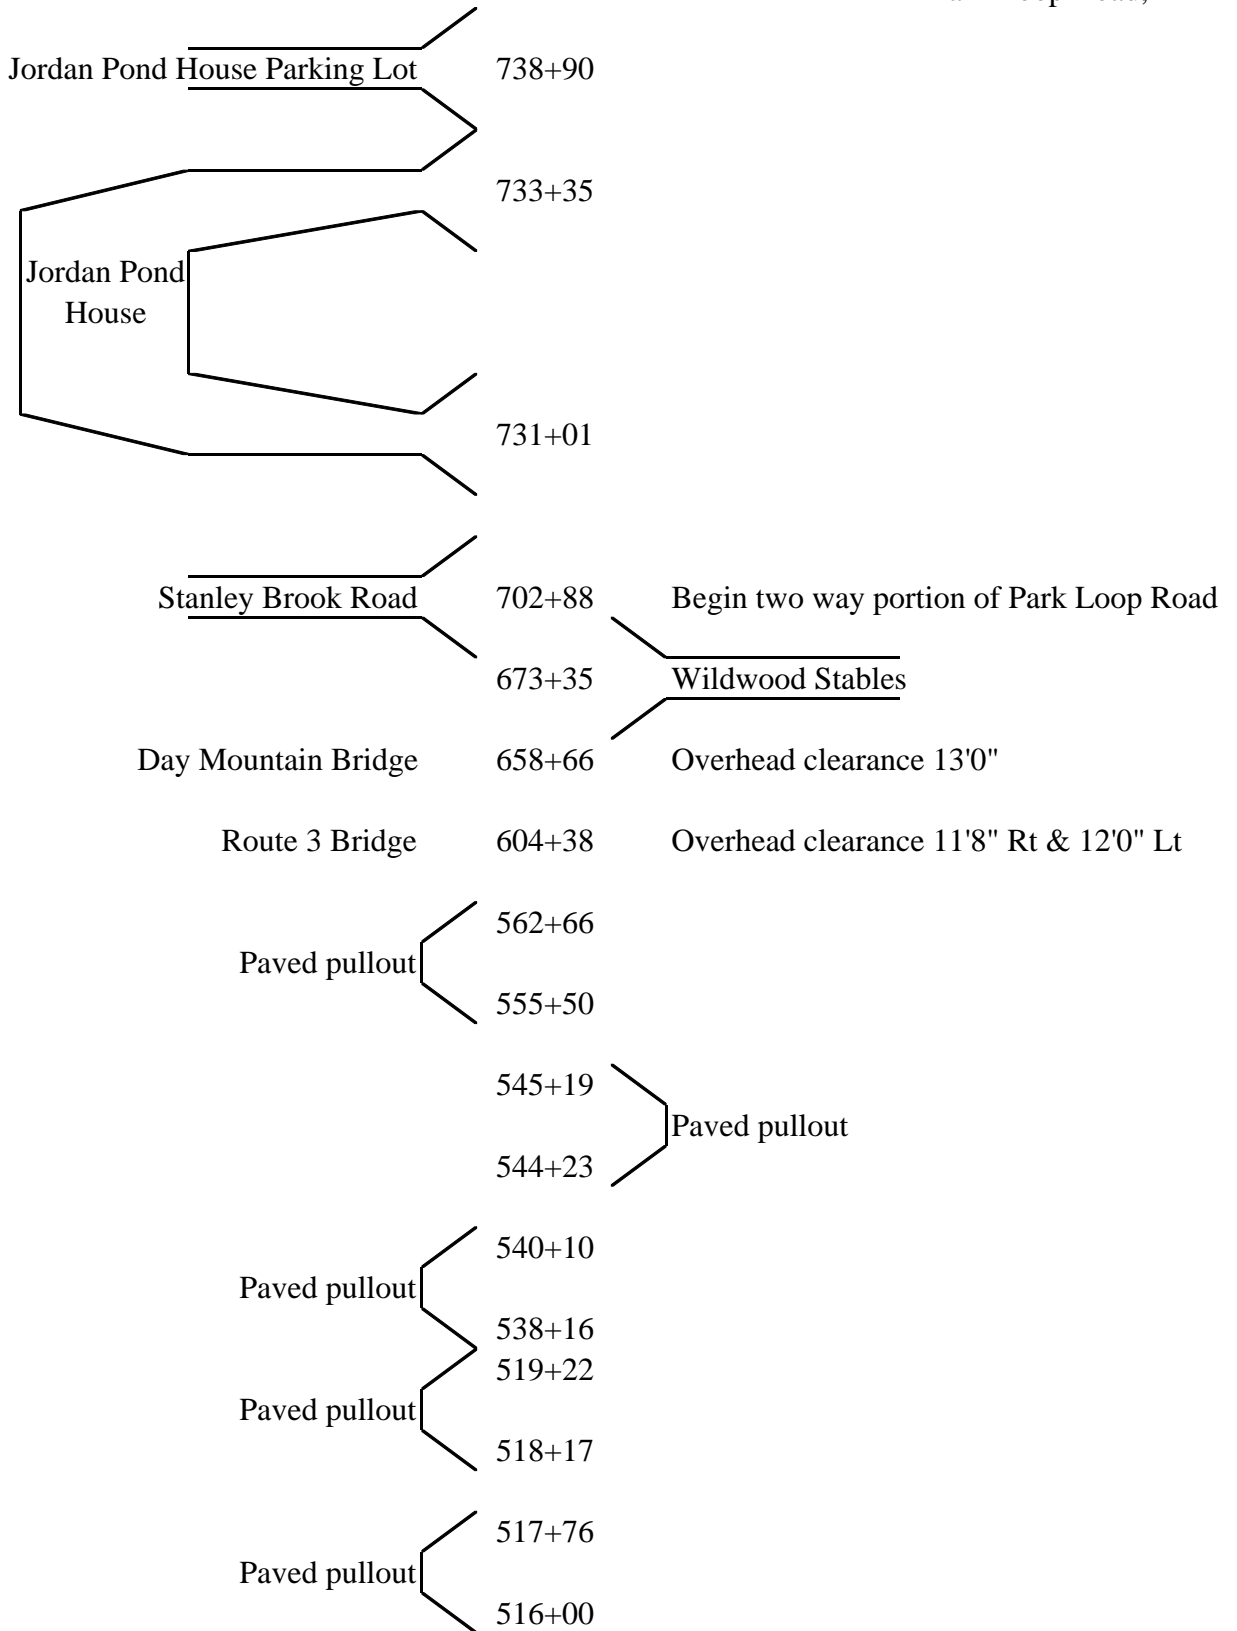 Jordan Pond House Parking Lot 738+90
733+35
Jordan Pond
House
731+01
Stanley Brook Road 702+88 Begin two way portion of Park Loop Road
673+35 Wildwood Stables
Day Mountain Bridge 658+66 Overhead clearance 13'0"
Route 3 Bridge 604+38 Overhead clearance 11'8" Rt & 12'0" Lt
562+66
Paved pullout
555+50
545+19
Paved pullout
544+23
540+10
Paved pullout
538+16
519+22
Paved pullout
518+17
517+76
Paved pullout
516+00